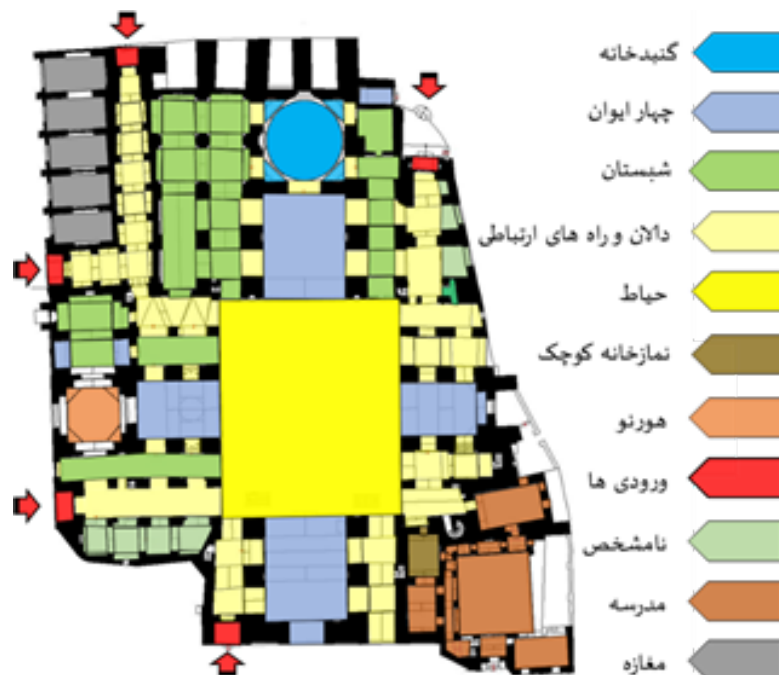 گنبدخانه
چهار ایوان
شبستان
دالان و راه های ارتباطی
حیاط
نمازخانه کوچک
هورنو
ورودی ها
نامشخص
مدرسه
مغازه